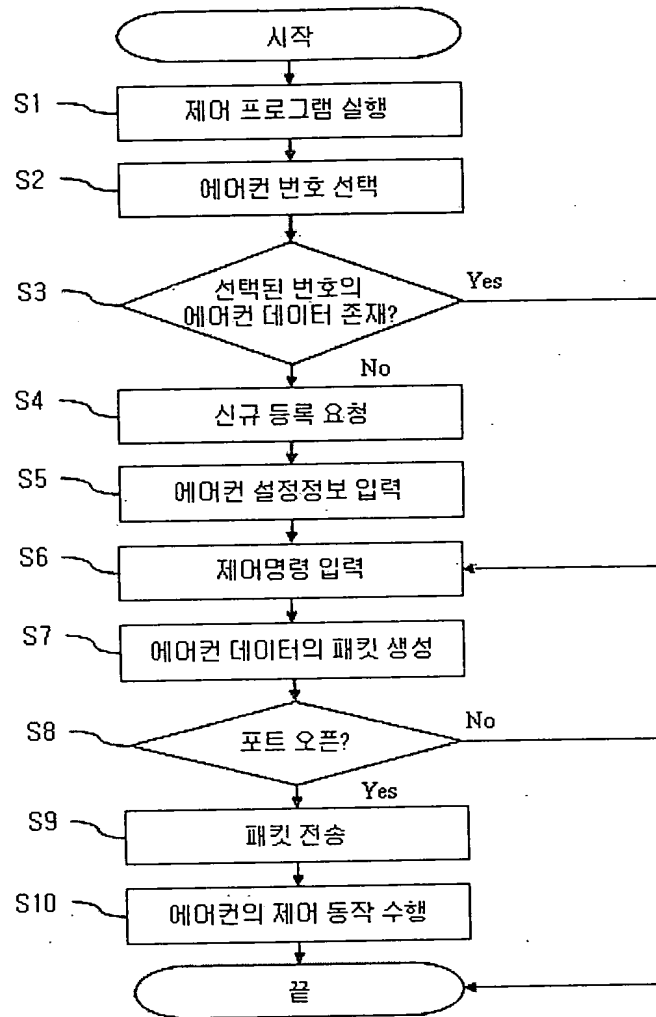 시작
S1
제어 프로그램 실행
S2
에어컨 번호 선택
S3
선택된 번호의
에어컨 데이터 존재?
Yes
No
S4
신규 등록 요청
S5
에어컨 설정정보 입력
S6
제어명령 입력
S7
에어컨 데이터의 패킷 생성
S8
포트 오픈?
No
Yes
S9
패킷 전송
S10
에어컨의 제어 동작 수행
끝